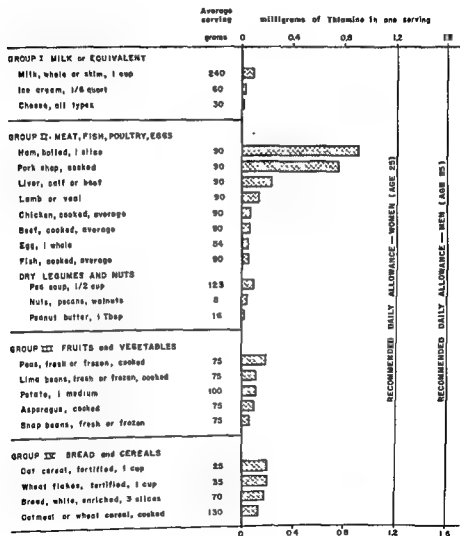 Average serving
grams
milligrams of Thiamine in one serving
0 0.4 0.8 1.2
GROUP I MILK or EQUIVALENT
Milk, whole or skim, 1 cup 240
Ice cream, 1/6 quart 60
Cheese, all types 30
GROUP II- MEAT, FISH, POULTRY, EGGS
Ham, boiled, 1 slice 90
Pork chop, cooked 90
Liver, calf or beef 90
Lamb or veal 90
Chicken, cooked, average 90
Beef, cooked, average 90
Egg, 1 whole 54
Fish, cooked, average 90
DRY LEGUMES AND NUTS
Pea soup, 1/2 cup 123
Nuts, pecans, walnuts 8
Peanut butter, 1 Tbsp 16
GROUP III FRUITS and VEGETABLES
Peas, fresh or frozen, cooked 75
Lima beans, fresh or frozen, cooked 75
Potato, 1 medium 100
Asparagus, cooked 75
Snap beans, fresh or frozen 75
GROUP IV BREAD and CEREALS
Oat cereal, fortified, 1 cup 25
Wheat flakes, fortified, 1 cup 35
Bread, white, enriched, 3 slices 70
Oatmeal or wheat cereal, cooked 130
RECOMMENDED DAILY ALLOWANCE — WOMEN (AGE 25)
RECOMMENDED DAILY ALLOWANCE — MEN (AGE 25)
0 0.4 0.8 1.2 1.6